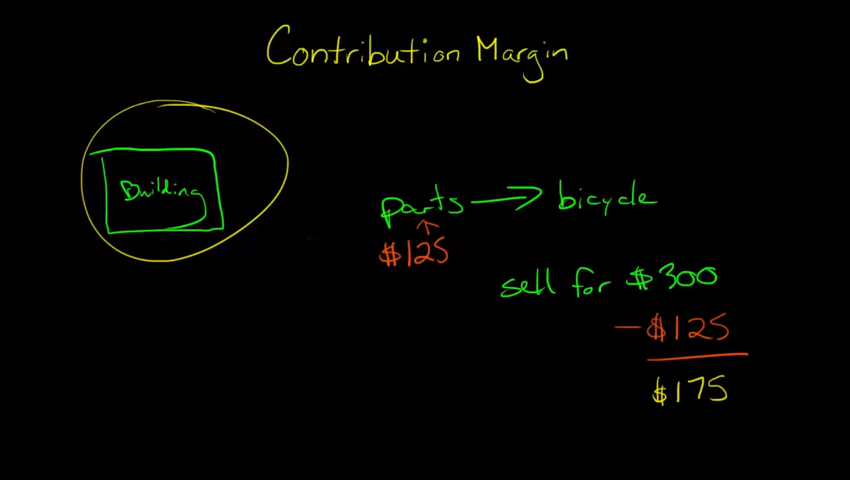 Contribution Margin
Building
parts → bicycle
↑
$125
sell for $300
- $125
$175